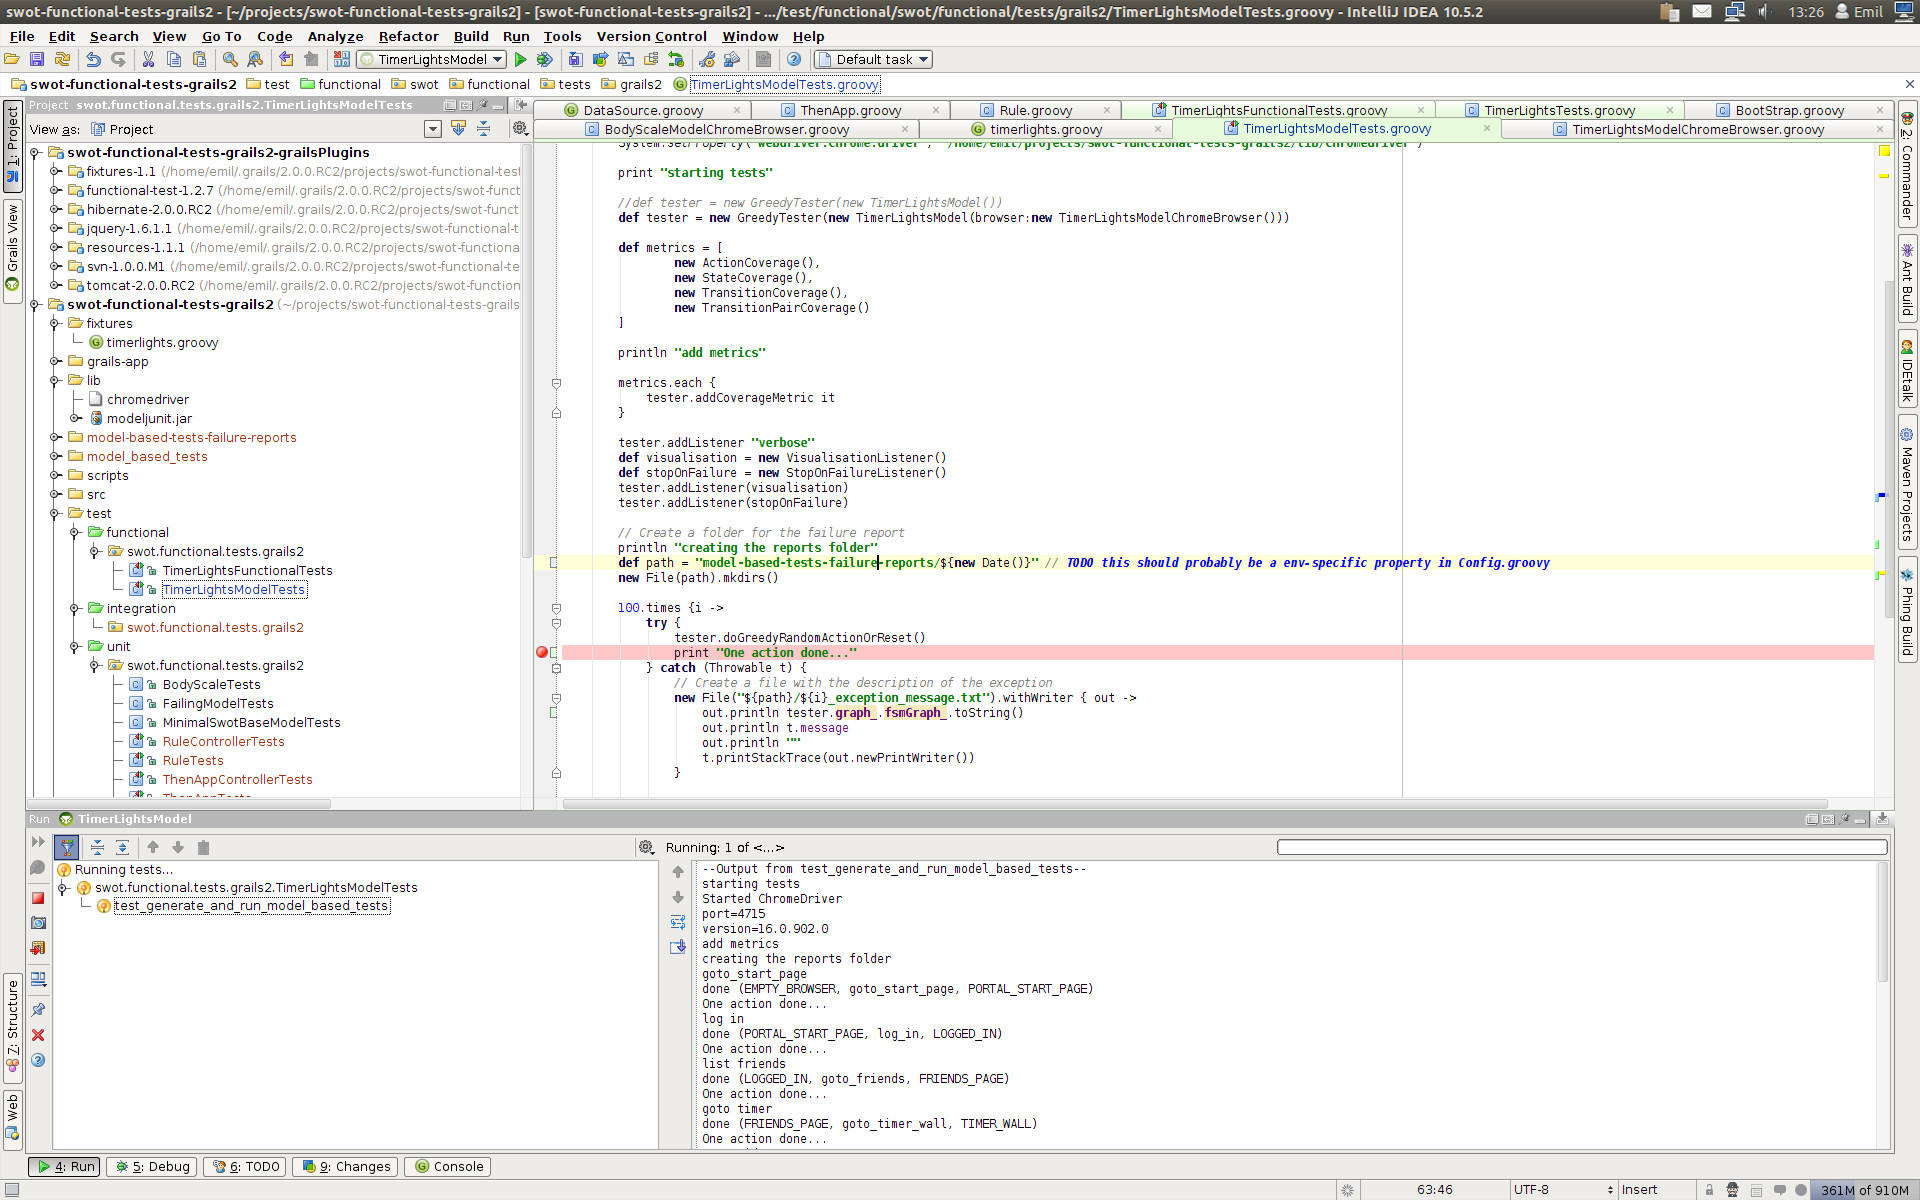 swot-functional-tests-grails2 - [~/projects/swot-functional-tests-grails2] - [swot-functional-tests-grails2] - .../test/functional/swot/functional/tests/grails2/TimerLightsModelTests.groovy - IntelliJ IDEA 10.5.2
13:26 Emil
File Edit Search View Go To Code Analyze Refactor Build Run Tools Version Control Window Help
TimerLightsModel Default task
swot-functional-tests-grails2 test functional swot functional tests grails2 TimerLightsModelTests.groovy
Project swot.functional.tests.grails2.TimerLightsModelTests
View as: Project
1: Project
Grails View
Z: Structure
Web
swot-functional-tests-grails2-grailsPlugins
fixtures-1.1 (/home/emil/.grails/2.0.0.RC2/projects/swot-functional-test
functional-test-1.2.7 (/home/emil/.grails/2.0.0.RC2/projects/swot-funct
hibernate-2.0.0.RC2 (/home/emil/.grails/2.0.0.RC2/projects/swot-funct
jquery-1.6.1.1 (/home/emil/.grails/2.0.0.RC2/projects/swot-functional-t
resources-1.1.1 (/home/emil/.grails/2.0.0.RC2/projects/swot-functiona
svn-1.0.0.M1 (/home/emil/.grails/2.0.0.RC2/projects/swot-functional-te
tomcat-2.0.0.RC2 (/home/emil/.grails/2.0.0.RC2/projects/swot-function
swot-functional-tests-grails2 (~/projects/swot-functional-tests-grails
fixtures
timerlights.groovy
grails-app
lib
chromedriver
modeljunit.jar
model-based-tests-failure-reports
model_based_tests
scripts
src
test
functional
swot.functional.tests.grails2
TimerLightsFunctionalTests
TimerLightsModelTests
integration
swot.functional.tests.grails2
unit
swot.functional.tests.grails2
BodyScaleTests
FailingModelTests
MinimalSwotBaseModelTests
RuleControllerTests
RuleTests
ThenAppControllerTests
ThenAppTests
DataSource.groovy ThenApp.groovy Rule.groovy TimerLightsFunctionalTests.groovy TimerLightsTests.groovy BootStrap.groovy
BodyScaleModelChromeBrowser.groovy timerlights.groovy TimerLightsModelTests.groovy TimerLightsModelChromeBrowser.groovy
System.setProperty("webdriver.chrome.driver", "/home/emil/projects/swot-functional-tests-grails2/lib/chromedriver")
print "starting tests"
//def tester = new GreedyTester(new TimerLightsModel())
def tester = new GreedyTester(new TimerLightsModel(browser:new TimerLightsModelChromeBrowser()))
def metrics = [
new ActionCoverage(),
new StateCoverage(),
new TransitionCoverage(),
new TransitionPairCoverage()
]
println "add metrics"
metrics.each {
tester.addCoverageMetric it
}
tester.addListener "verbose"
def visualisation = new VisualisationListener()
def stopOnFailure = new StopOnFailureListener()
tester.addListener(visualisation)
tester.addListener(stopOnFailure)
// Create a folder for the failure report
println "creating the reports folder"
def path = "model-based-tests-failure-reports/${new Date()}" // TODO this should probably be a env-specific property in Config.groovy
new File(path).mkdirs()
100.times {i ->
try {
tester.doGreedyRandomActionOrReset()
print "One action done..."
} catch (Throwable t) {
// Create a file with the description of the exception
new File("${path}/${i}_exception_message.txt").withWriter { out ->
out.println tester.graph_.fsmGraph_.toString()
out.println t.message
out.println ""
t.printStackTrace(out.newPrintWriter())
}
2: Commander
Ant Build
IDEtalk
Maven Projects
Phing Build
Run TimerLightsModel
Running: 1 of <...>
Running tests...
swot.functional.tests.grails2.TimerLightsModelTests
test_generate_and_run_model_based_tests
--Output from test_generate_and_run_model_based_tests--
starting tests
Started ChromeDriver
port=4715
version=16.0.902.0
add metrics
creating the reports folder
goto_start_page
done (EMPTY_BROWSER, goto_start_page, PORTAL_START_PAGE)
One action done...
log in
done (PORTAL_START_PAGE, log_in, LOGGED_IN)
One action done...
list friends
done (LOGGED_IN, goto_friends, FRIENDS_PAGE)
One action done...
goto timer
done (FRIENDS_PAGE, goto_timer_wall, TIMER_WALL)
One action done...
4: Run 5: Debug 6: TODO 9: Changes Console
63:46 UTF-8 Insert 361M of 910M